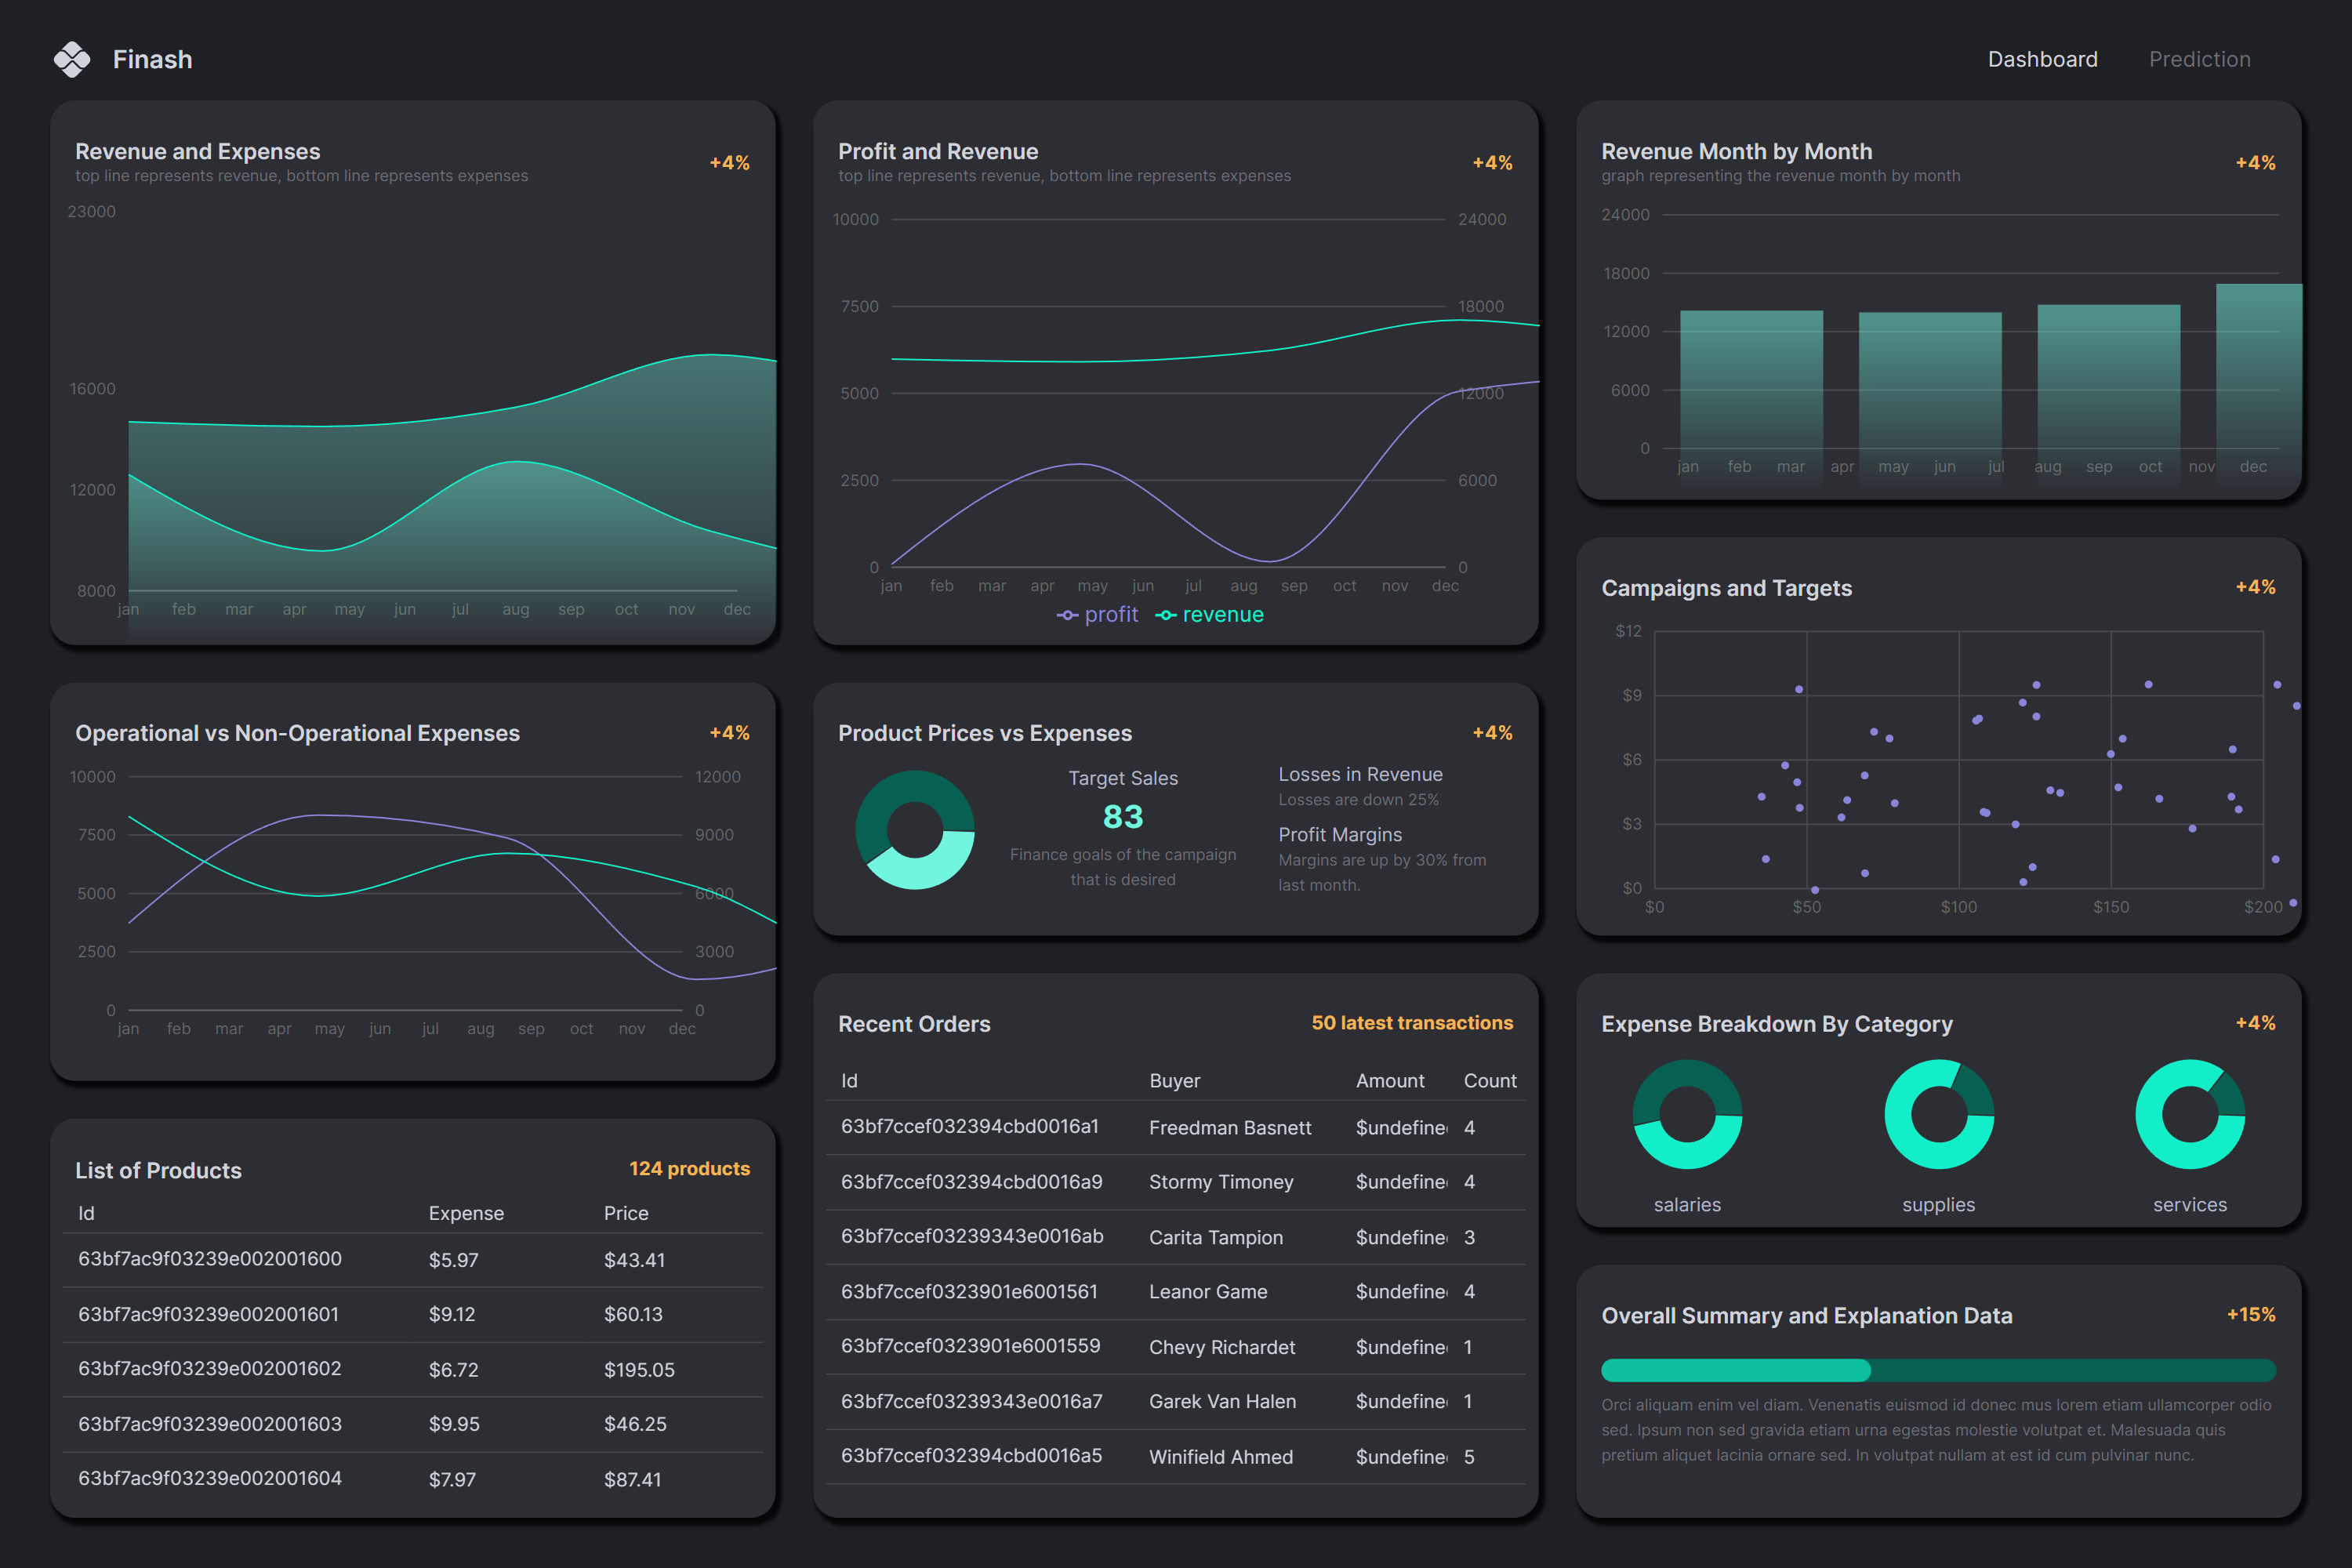 Finash
Dashboard Prediction
Revenue and Expenses
top line represents revenue, bottom line represents expenses
+4%
23000
16000
12000
8000
jan feb mar apr may jun jul aug sep oct nov dec
Profit and Revenue
top line represents revenue, bottom line represents expenses
+4%
10000 24000
7500 18000
5000 12000
2500 6000
0 0
jan feb mar apr may jun jul aug sep oct nov dec
profit revenue
Revenue Month by Month
graph representing the revenue month by month
+4%
24000
18000
12000
6000
0
jan feb mar apr may jun jul aug sep oct nov dec
Operational vs Non-Operational Expenses
+4%
10000 12000
7500 9000
5000 6000
2500 3000
0 0
jan feb mar apr may jun jul aug sep oct nov dec
Product Prices vs Expenses
+4%
Target Sales
83
Finance goals of the campaign
that is desired
Losses in Revenue
Losses are down 25%
Profit Margins
Margins are up by 30% from
last month.
Campaigns and Targets
+4%
$12
$9
$6
$3
$0
$0 $50 $100 $150 $200
List of Products
124 products
Id Expense Price
63bf7ac9f03239e002001600 $5.97 $43.41
63bf7ac9f03239e002001601 $9.12 $60.13
63bf7ac9f03239e002001602 $6.72 $195.05
63bf7ac9f03239e002001603 $9.95 $46.25
63bf7ac9f03239e002001604 $7.97 $87.41
Recent Orders
50 latest transactions
Id Buyer Amount Count
63bf7ccef032394cbd0016a1 Freedman Basnett $undefine 4
63bf7ccef032394cbd0016a9 Stormy Timoney $undefine 4
63bf7ccef03239343e0016ab Carita Tampion $undefine 3
63bf7ccef0323901e6001561 Leanor Game $undefine 4
63bf7ccef0323901e6001559 Chevy Richardet $undefine 1
63bf7ccef03239343e0016a7 Garek Van Halen $undefine 1
63bf7ccef032394cbd0016a5 Winifield Ahmed $undefine 5
Expense Breakdown By Category
+4%
salaries supplies services
Overall Summary and Explanation Data
+15%
Orci aliquam enim vel diam. Venenatis euismod id donec mus lorem etiam ullamcorper odio
sed. Ipsum non sed gravida etiam urna egestas molestie volutpat et. Malesuada quis
pretium aliquet lacinia ornare sed. In volutpat nullam at est id cum pulvinar nunc.